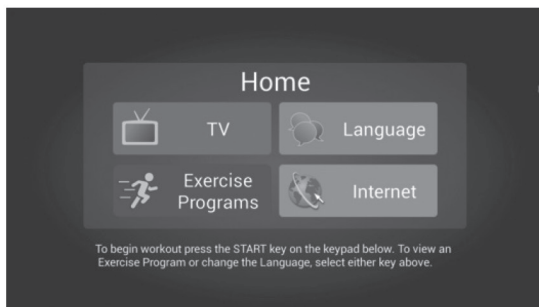 Home
TV
Language
Exercise
Programs
Internet
To begin workout press the START key on the keypad below. To view an
Exercise Program or change the Language, select either key above.